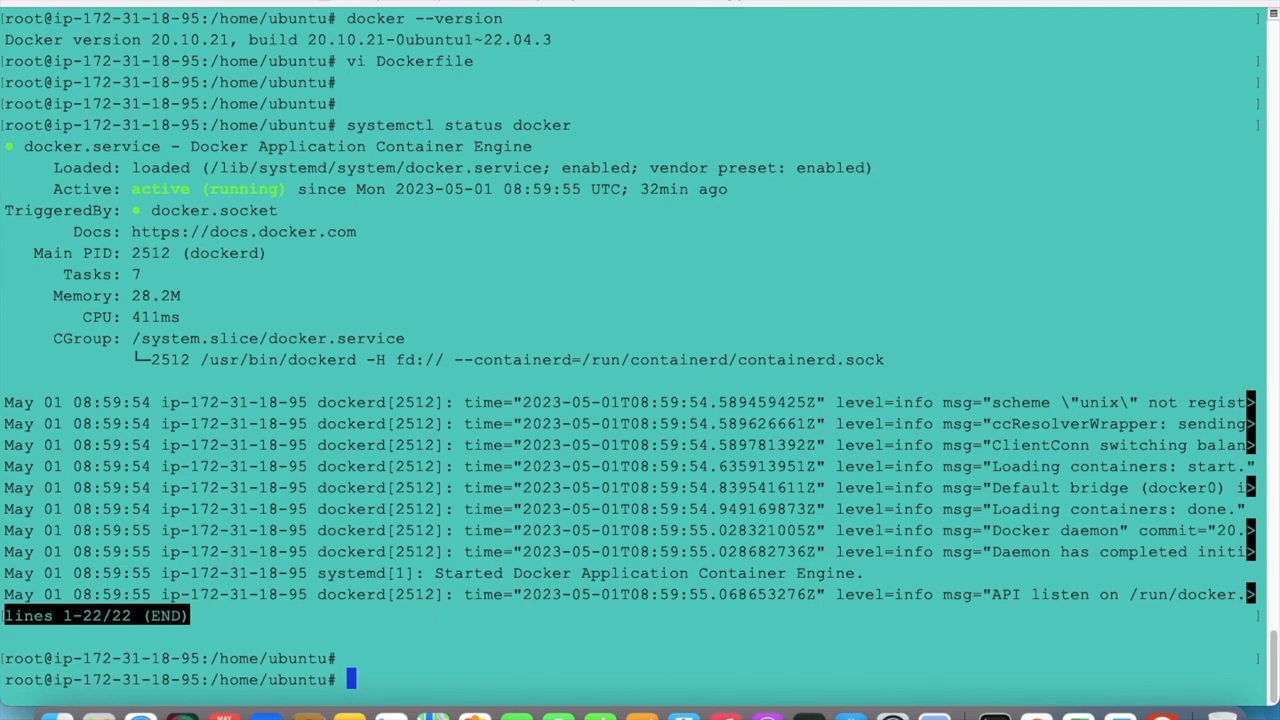 [root@ip-172-31-18-95:/home/ubuntu# docker --version ]
Docker version 20.10.21, build 20.10.21-0ubuntu1~22.04.3
[root@ip-172-31-18-95:/home/ubuntu# vi Dockerfile ]
[root@ip-172-31-18-95:/home/ubuntu# ]
[root@ip-172-31-18-95:/home/ubuntu# ]
[root@ip-172-31-18-95:/home/ubuntu# systemctl status docker ]
● docker.service - Docker Application Container Engine
Loaded: loaded (/lib/systemd/system/docker.service; enabled; vendor preset: enabled)
Active: active (running) since Mon 2023-05-01 08:59:55 UTC; 32min ago
TriggeredBy: ● docker.socket
Docs: https://docs.docker.com
Main PID: 2512 (dockerd)
Tasks: 7
Memory: 28.2M
CPU: 411ms
CGroup: /system.slice/docker.service
└─2512 /usr/bin/dockerd -H fd:// --containerd=/run/containerd/containerd.sock
May 01 08:59:54 ip-172-31-18-95 dockerd[2512]: time="2023-05-01T08:59:54.589459425Z" level=info msg="scheme \"unix\" not regist>
May 01 08:59:54 ip-172-31-18-95 dockerd[2512]: time="2023-05-01T08:59:54.589626661Z" level=info msg="ccResolverWrapper: sending>
May 01 08:59:54 ip-172-31-18-95 dockerd[2512]: time="2023-05-01T08:59:54.589781392Z" level=info msg="ClientConn switching balan>
May 01 08:59:54 ip-172-31-18-95 dockerd[2512]: time="2023-05-01T08:59:54.635913951Z" level=info msg="Loading containers: start."
May 01 08:59:54 ip-172-31-18-95 dockerd[2512]: time="2023-05-01T08:59:54.839541611Z" level=info msg="Default bridge (docker0) i>
May 01 08:59:54 ip-172-31-18-95 dockerd[2512]: time="2023-05-01T08:59:54.949169873Z" level=info msg="Loading containers: done."
May 01 08:59:55 ip-172-31-18-95 dockerd[2512]: time="2023-05-01T08:59:55.028321005Z" level=info msg="Docker daemon" commit="20.>
May 01 08:59:55 ip-172-31-18-95 dockerd[2512]: time="2023-05-01T08:59:55.028682736Z" level=info msg="Daemon has completed initi>
May 01 08:59:55 ip-172-31-18-95 systemd[1]: Started Docker Application Container Engine.
May 01 08:59:55 ip-172-31-18-95 dockerd[2512]: time="2023-05-01T08:59:55.068653276Z" level=info msg="API listen on /run/docker.>
[lines 1-22/22 (END) ]
[root@ip-172-31-18-95:/home/ubuntu# ]
root@ip-172-31-18-95:/home/ubuntu#
MAY